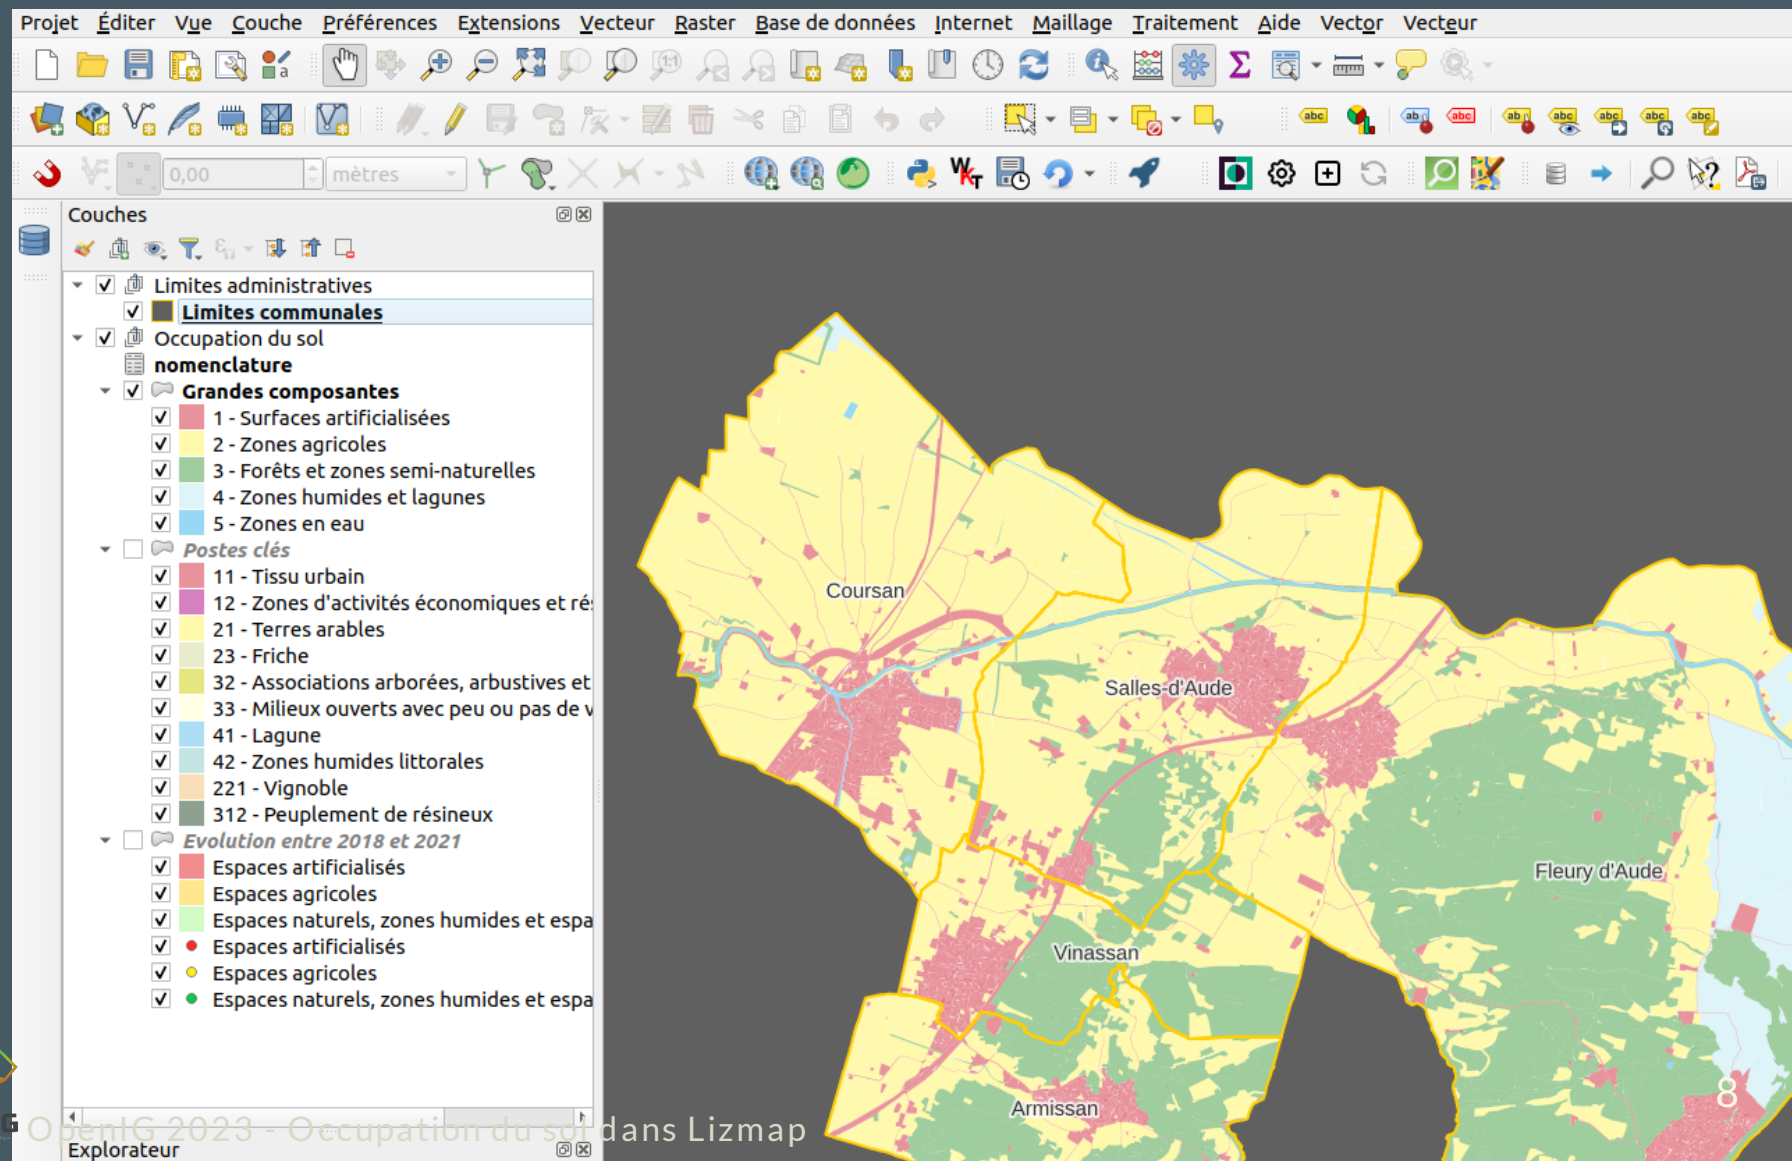 Projet Éditer Vue Couche Préférences Extensions Vecteur Raster Base de données Internet Maillage Traitement Aide Vector Vecteur
0,00 mètres
Couches
Limites administratives
Limites communales
Occupation du sol
nomenclature
Grandes composantes
1 - Surfaces artificialisées
2 - Zones agricoles
3 - Forêts et zones semi-naturelles
4 - Zones humides et lagunes
5 - Zones en eau
Postes clés
11 - Tissu urbain
12 - Zones d'activités économiques et ré
21 - Terres arables
23 - Friche
32 - Associations arborées, arbustives et
33 - Milieux ouverts avec peu ou pas de v
41 - Lagune
42 - Zones humides littorales
221 - Vignoble
312 - Peuplement de résineux
Evolution entre 2018 et 2021
Espaces artificialisés
Espaces agricoles
Espaces naturels, zones humides et espa
Espaces artificialisés
Espaces agricoles
Espaces naturels, zones humides et espa
Explorateur
Coursan
Salles-d'Aude
Fleury d'Aude
Vinassan
Armissan
OpenIG 2023 - Occupation du sol dans Lizmap
8